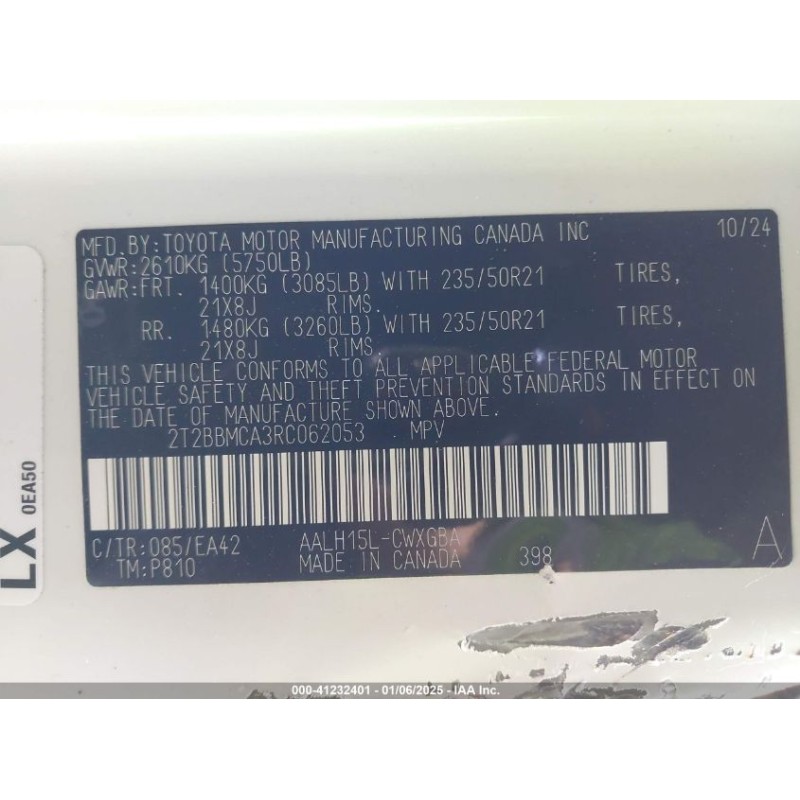 MFD.BY:TOYOTA MOTOR MANUFACTURING CANADA INC 10/24
GVWR:2610KG (5750LB)
GAWR:FRT. 1400KG (3085LB) WITH 235/50R21 TIRES,
21X8J RIMS.
RR. 1480KG (3260LB) WITH 235/50R21 TIRES,
21X8J RIMS.
THIS VEHICLE CONFORMS TO ALL APPLICABLE FEDERAL MOTOR
VEHICLE SAFETY AND THEFT PREVENTION STANDARDS IN EFFECT ON
THE DATE OF MANUFACTURE SHOWN ABOVE.
2T2BBMCA3RC062053 MPV
C/TR:085/EA42 AALH15L-CWXGBA A
TM:P810 MADE IN CANADA 398
LX
0EA50
000-41232401 - 01/06/2025 - IAA Inc.